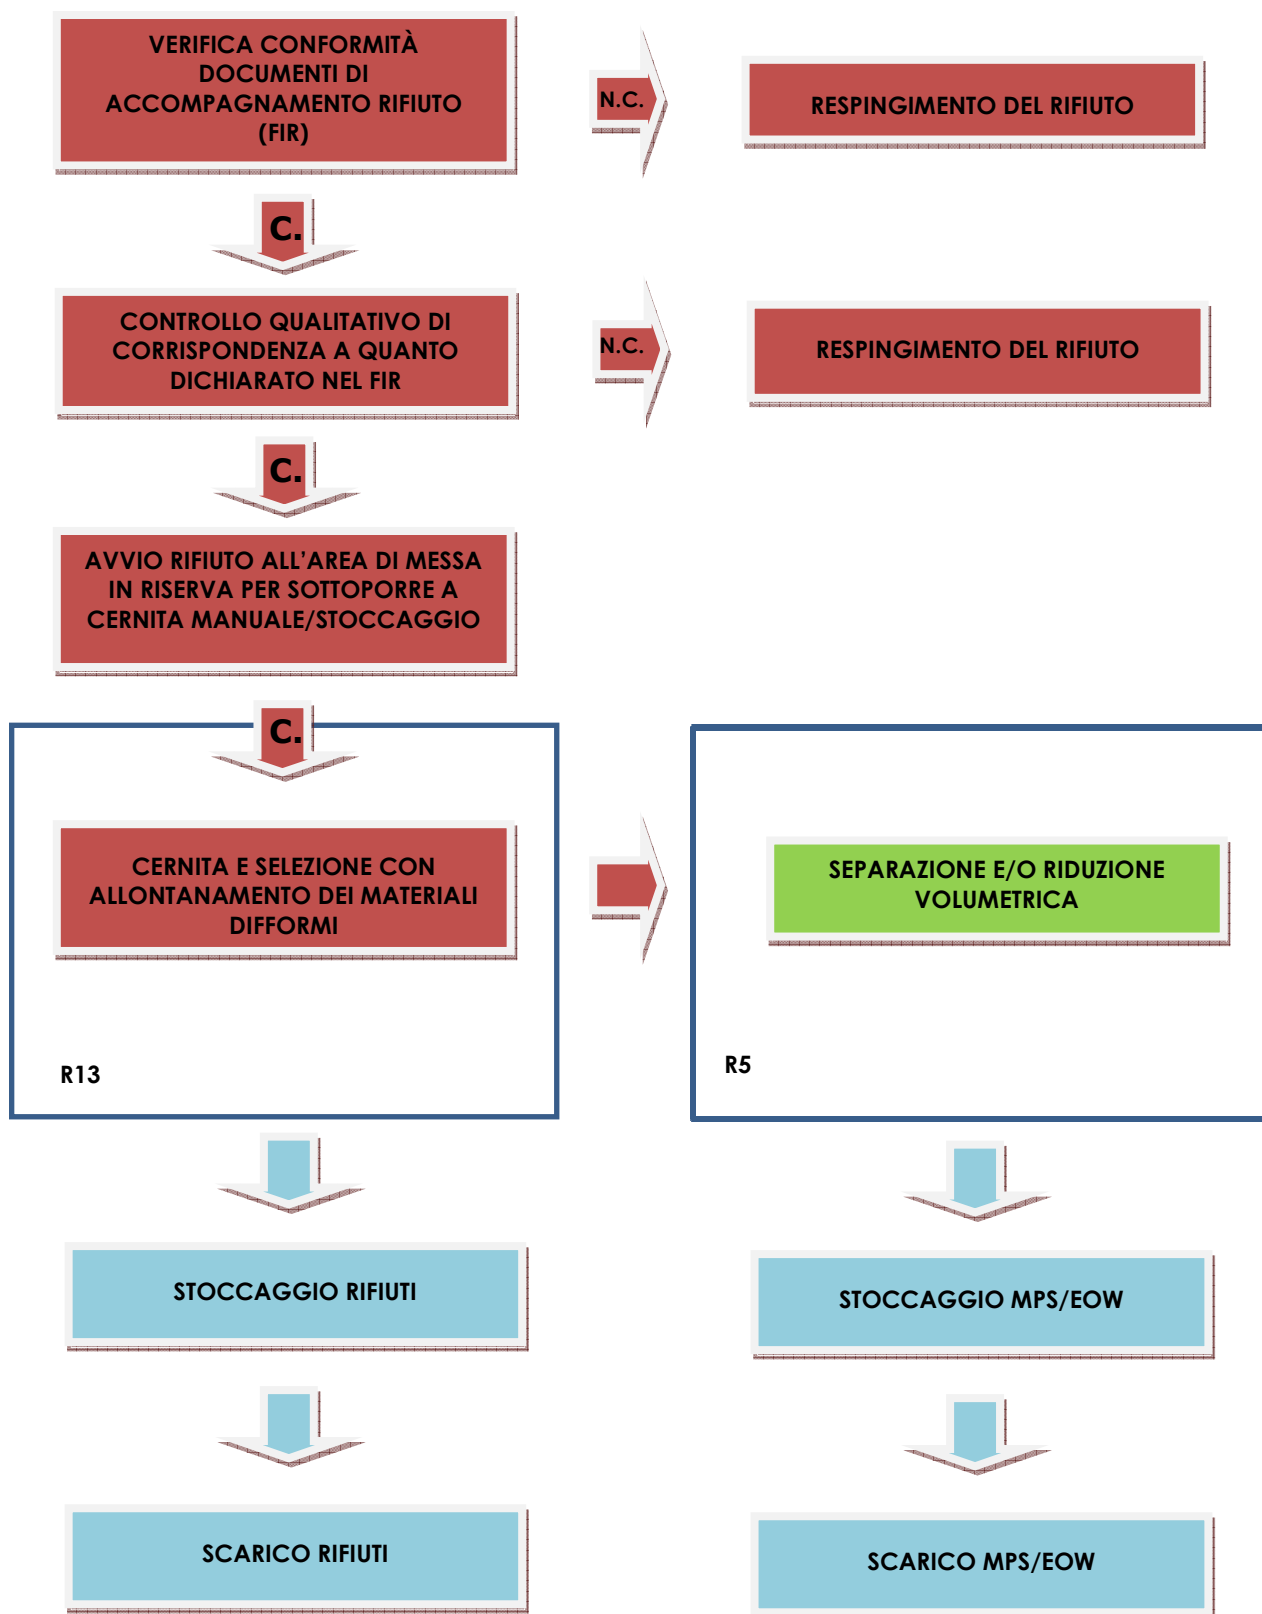 VERIFICA CONFORMITÀ
DOCUMENTI DI
ACCOMPAGNAMENTO RIFIUTO
(FIR)
N.C.
RESPINGIMENTO DEL RIFIUTO
C.
CONTROLLO QUALITATIVO DI
CORRISPONDENZA A QUANTO
DICHIARATO NEL FIR
N.C.
RESPINGIMENTO DEL RIFIUTO
C.
AVVIO RIFIUTO ALL’AREA DI MESSA
IN RISERVA PER SOTTOPORRE A
CERNITA MANUALE/STOCCAGGIO
C.
CERNITA E SELEZIONE CON
ALLONTANAMENTO DEI MATERIALI
DIFFORMI
R13
SEPARAZIONE E/O RIDUZIONE
VOLUMETRICA
R5
STOCCAGGIO RIFIUTI
STOCCAGGIO MPS/EOW
SCARICO RIFIUTI
SCARICO MPS/EOW